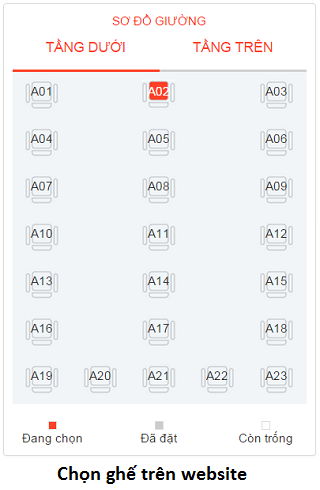 SƠ ĐỒ GIƯỜNG
TẦNG DƯỚI TẦNG TRÊN
A01 A02 A03
A04 A05 A06
A07 A08 A09
A10 A11 A12
A13 A14 A15
A16 A17 A18
A19 A20 A21 A22 A23
Đang chọn Đã đặt Còn trống
Chọn ghế trên website